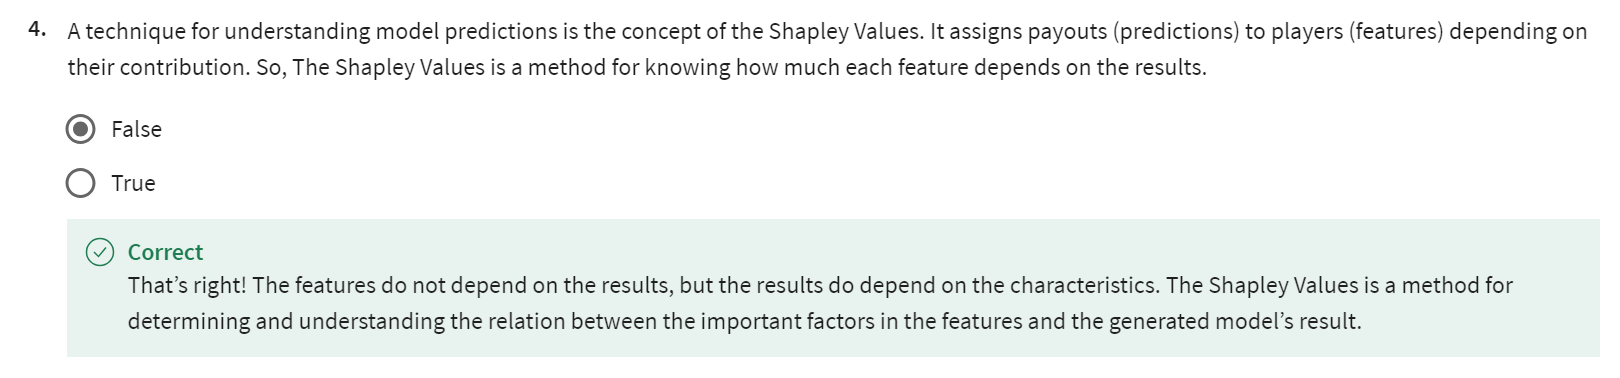 4. A technique for understanding model predictions is the concept of the Shapley Values. It assigns payouts (predictions) to players (features) depending on
their contribution. So, The Shapley Values is a method for knowing how much each feature depends on the results.
False
True
Correct
That's right! The features do not depend on the results, but the results do depend on the characteristics. The Shapley Values is a method for
determining and understanding the relation between the important factors in the features and the generated model's result.